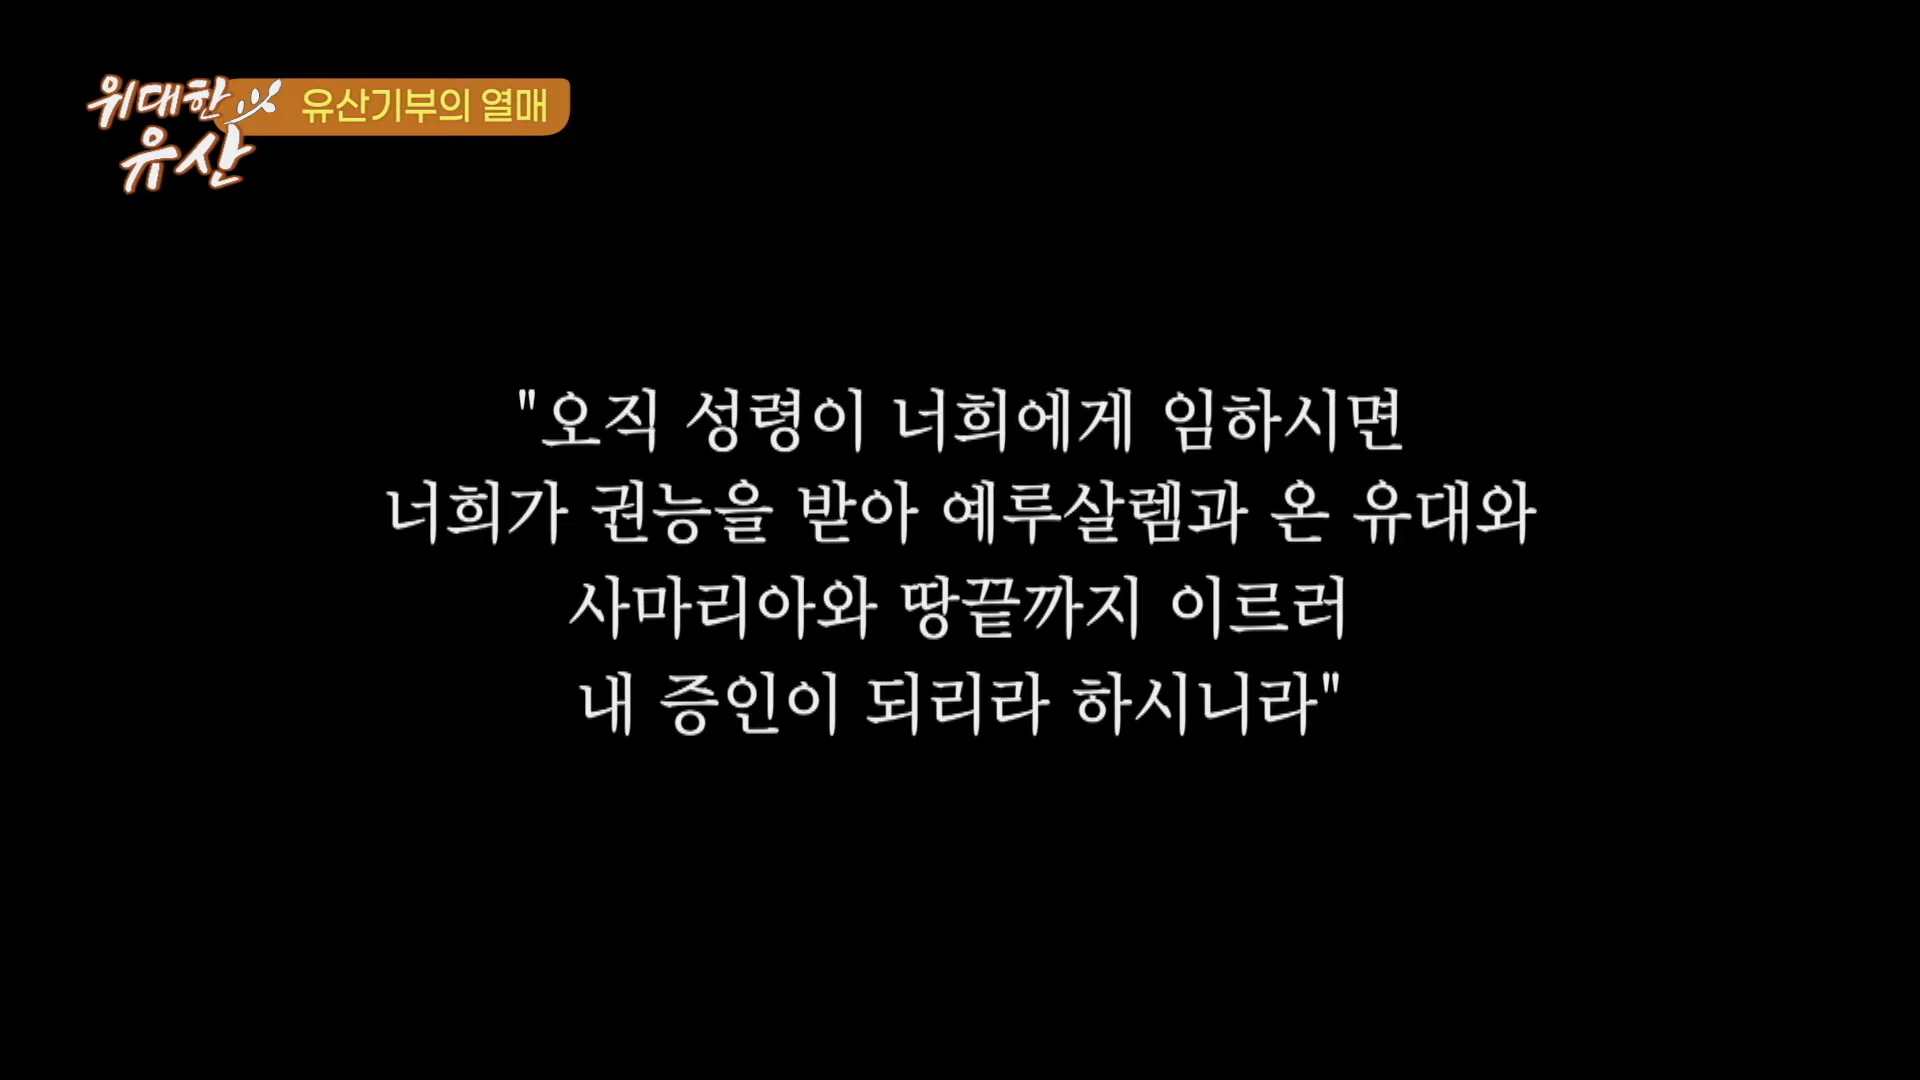 위대한
유산
유산기부의 열매
"오직 성령이 너희에게 임하시면
너희가 권능을 받아 예루살렘과 온 유대와
사마리아와 땅끝까지 이르러
내 증인이 되리라 하시니라"